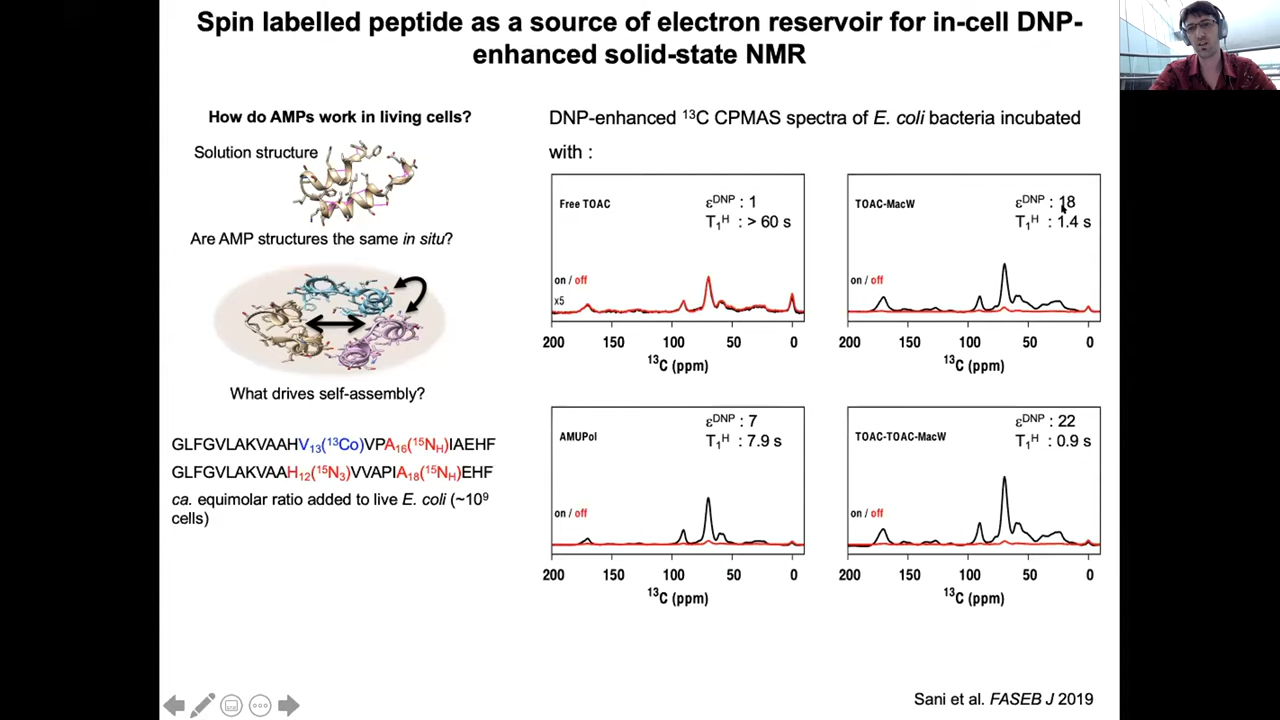 Spin labelled peptide as a source of electron reservoir for in-cell DNP-
enhanced solid-state NMR
How do AMPs work in living cells?
Solution structure
Are AMP structures the same in situ?
What drives self-assembly?
GLFGVLAKVAAHV₁₃(¹³Co)VPA₁₆(¹⁵N_H)IAEHF
GLFGVLAKVAAH₁₂(¹⁵N₃)VVAPIA₁₈(¹⁵N_H)EHF
ca. equimolar ratio added to live E. coli (~10⁹
cells)
DNP-enhanced ¹³C CPMAS spectra of E. coli bacteria incubated
with :
Free TOAC
εᴰᴺᴾ : 1
T₁ᴴ : > 60 s
on / off
x5
200 150 100 50 0
¹³C (ppm)
TOAC-MacW
εᴰᴺᴾ : 18
T₁ᴴ : 1.4 s
on / off
200 150 100 50 0
¹³C (ppm)
AMUPol
εᴰᴺᴾ : 7
T₁ᴴ : 7.9 s
on / off
200 150 100 50 0
¹³C (ppm)
TOAC-TOAC-MacW
εᴰᴺᴾ : 22
T₁ᴴ : 0.9 s
on / off
200 150 100 50 0
¹³C (ppm)
Sani et al. FASEB J 2019